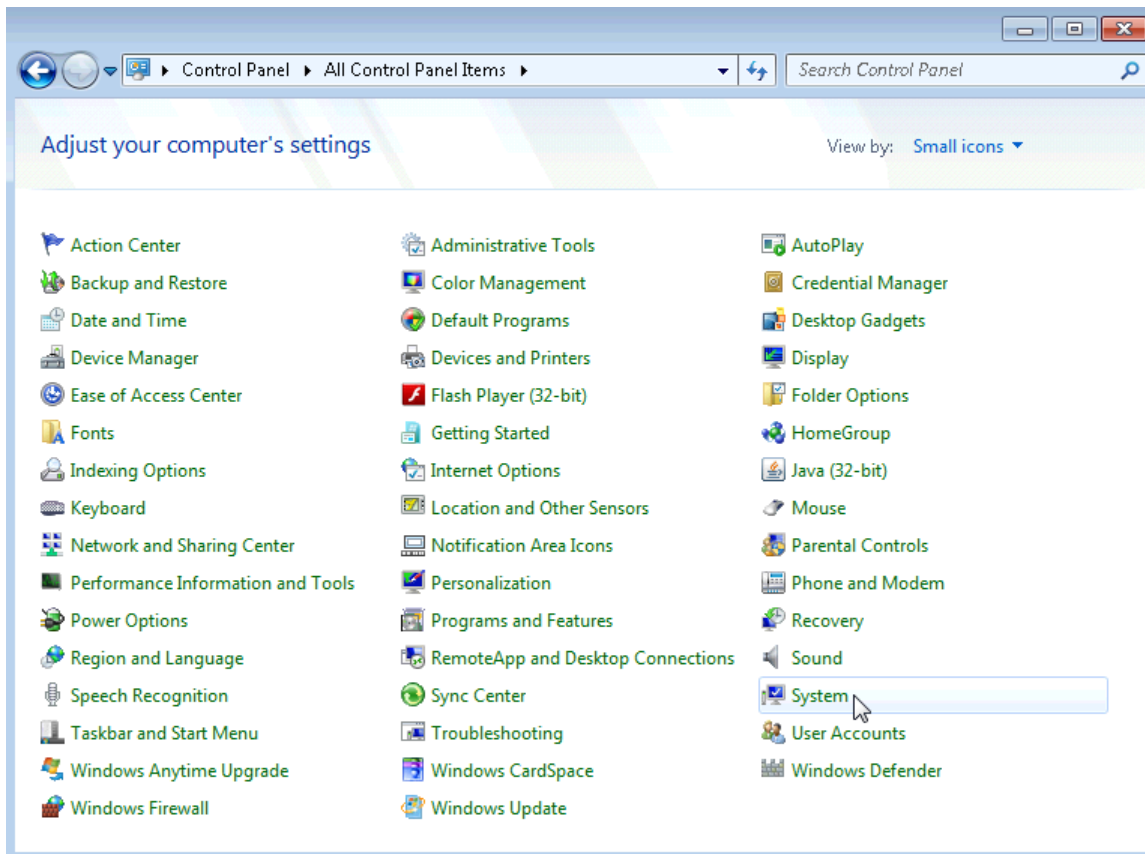 Control Panel All Control Panel Items Search Control Panel
Adjust your computer's settings View by: Small icons
Action Center Administrative Tools AutoPlay
Backup and Restore Color Management Credential Manager
Date and Time Default Programs Desktop Gadgets
Device Manager Devices and Printers Display
Ease of Access Center Flash Player (32-bit) Folder Options
Fonts Getting Started HomeGroup
Indexing Options Internet Options Java (32-bit)
Keyboard Location and Other Sensors Mouse
Network and Sharing Center Notification Area Icons Parental Controls
Performance Information and Tools Personalization Phone and Modem
Power Options Programs and Features Recovery
Region and Language RemoteApp and Desktop Connections Sound
Speech Recognition Sync Center System
Taskbar and Start Menu Troubleshooting User Accounts
Windows Anytime Upgrade Windows CardSpace Windows Defender
Windows Firewall Windows Update